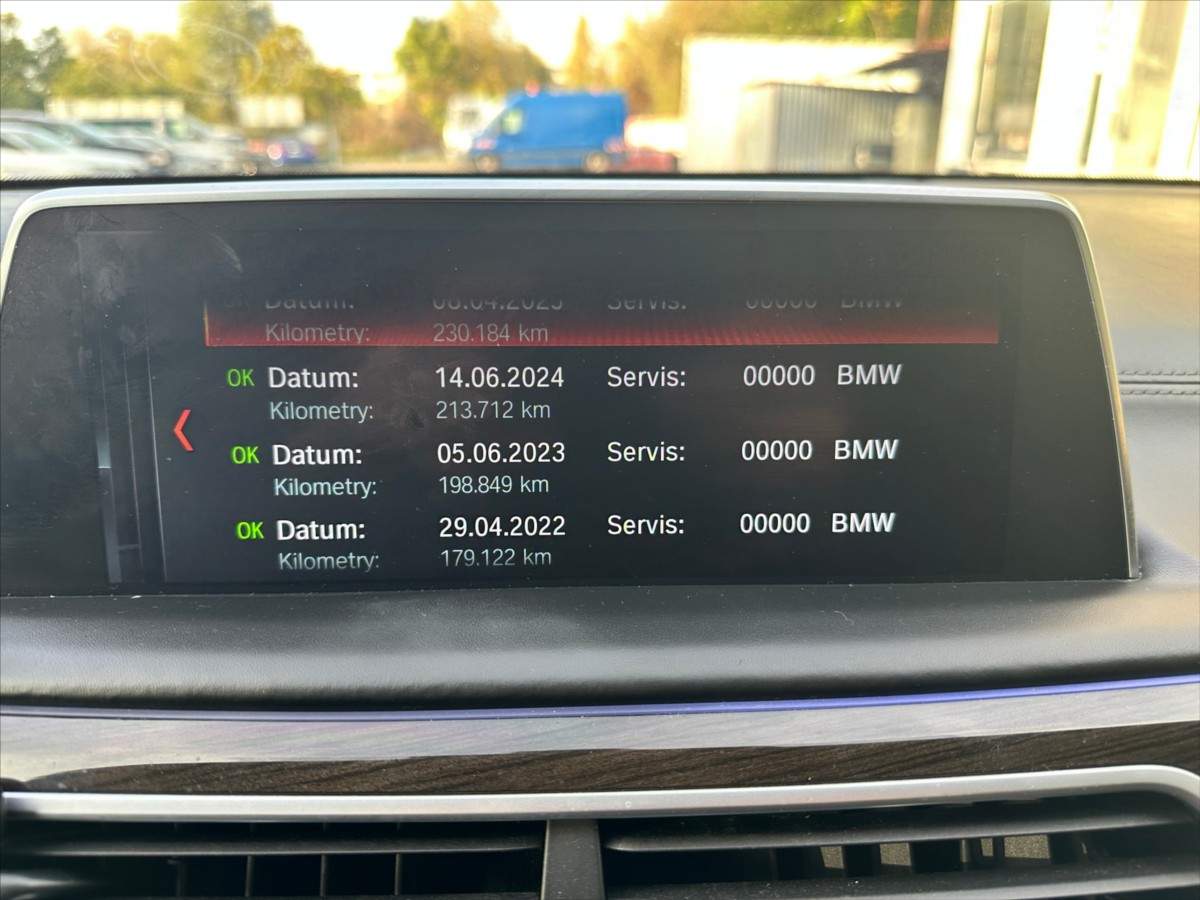 Kilometry: 230.184 km
OK Datum: 14.06.2024 Servis: 00000 BMW
Kilometry: 213.712 km
OK Datum: 05.06.2023 Servis: 00000 BMW
Kilometry: 198.849 km
OK Datum: 29.04.2022 Servis: 00000 BMW
Kilometry: 179.122 km